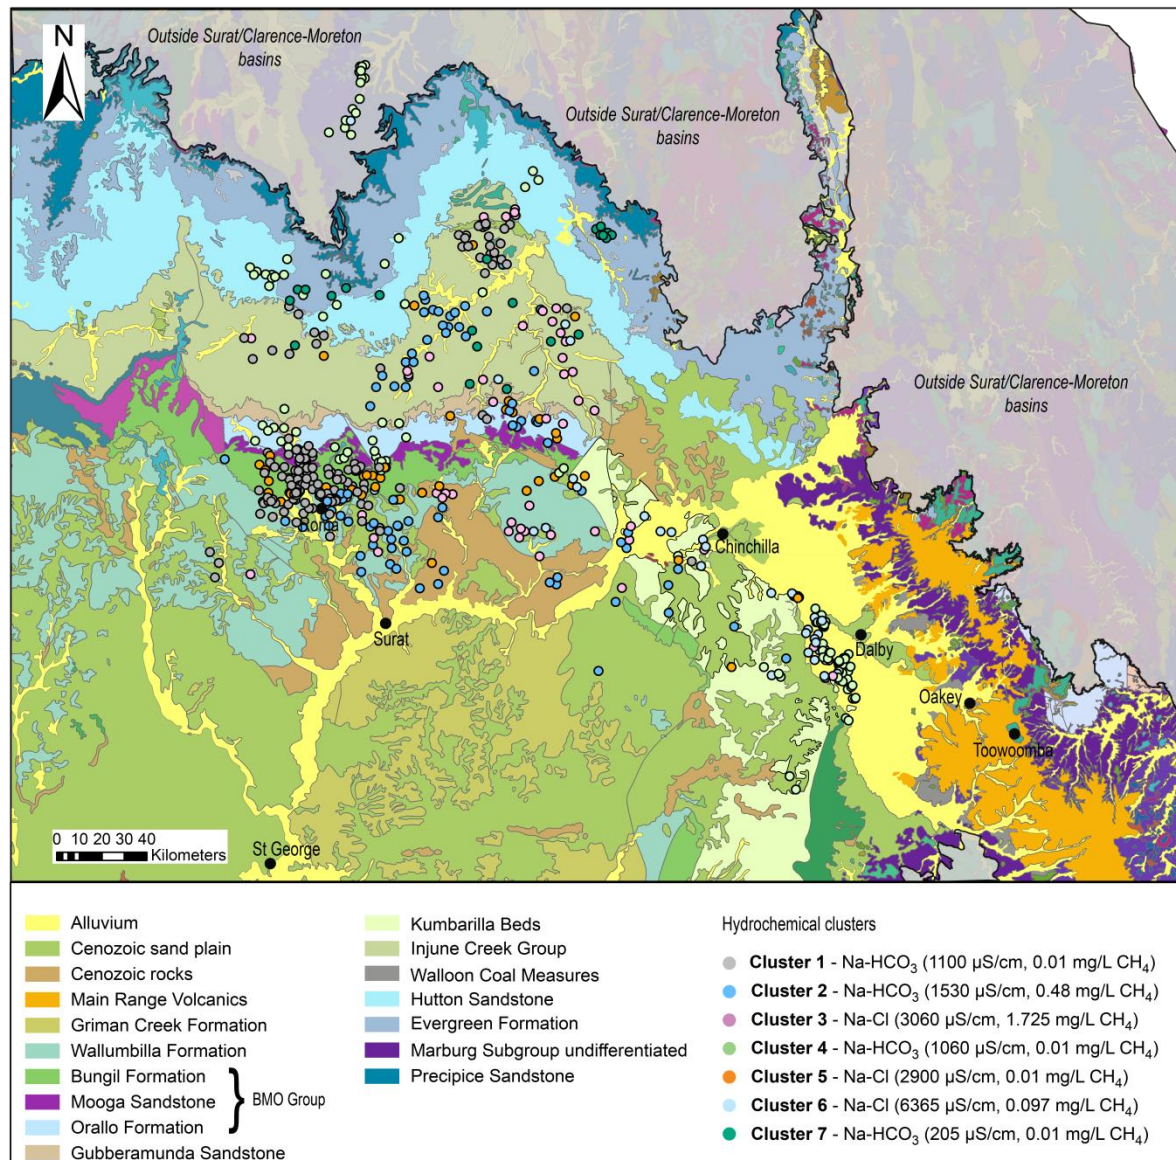 N
Outside Surat/Clarence-Moreton
basins
Outside Surat/Clarence-Moreton
basins
Outside Surat/Clarence-Moreton
basins
Roma
Chinchilla
Surat
Dalby
Oakey
Toowoomba
St George
0 10 20 30 40
Kilometers
Alluvium
Cenozoic sand plain
Cenozoic rocks
Main Range Volcanics
Griman Creek Formation
Wallumbilla Formation
Bungil Formation
Mooga Sandstone
Orallo Formation
} BMO Group
Gubberamunda Sandstone
Kumbarilla Beds
Injune Creek Group
Walloon Coal Measures
Hutton Sandstone
Evergreen Formation
Marburg Subgroup undifferentiated
Precipice Sandstone
Hydrochemical clusters
Cluster 1 - Na-HCO₃ (1100 µS/cm, 0.01 mg/L CH₄)
Cluster 2 - Na-HCO₃ (1530 µS/cm, 0.48 mg/L CH₄)
Cluster 3 - Na-Cl (3060 µS/cm, 1.725 mg/L CH₄)
Cluster 4 - Na-HCO₃ (1060 µS/cm, 0.01 mg/L CH₄)
Cluster 5 - Na-Cl (2900 µS/cm, 0.01 mg/L CH₄)
Cluster 6 - Na-Cl (6365 µS/cm, 0.097 mg/L CH₄)
Cluster 7 - Na-HCO₃ (205 µS/cm, 0.01 mg/L CH₄)